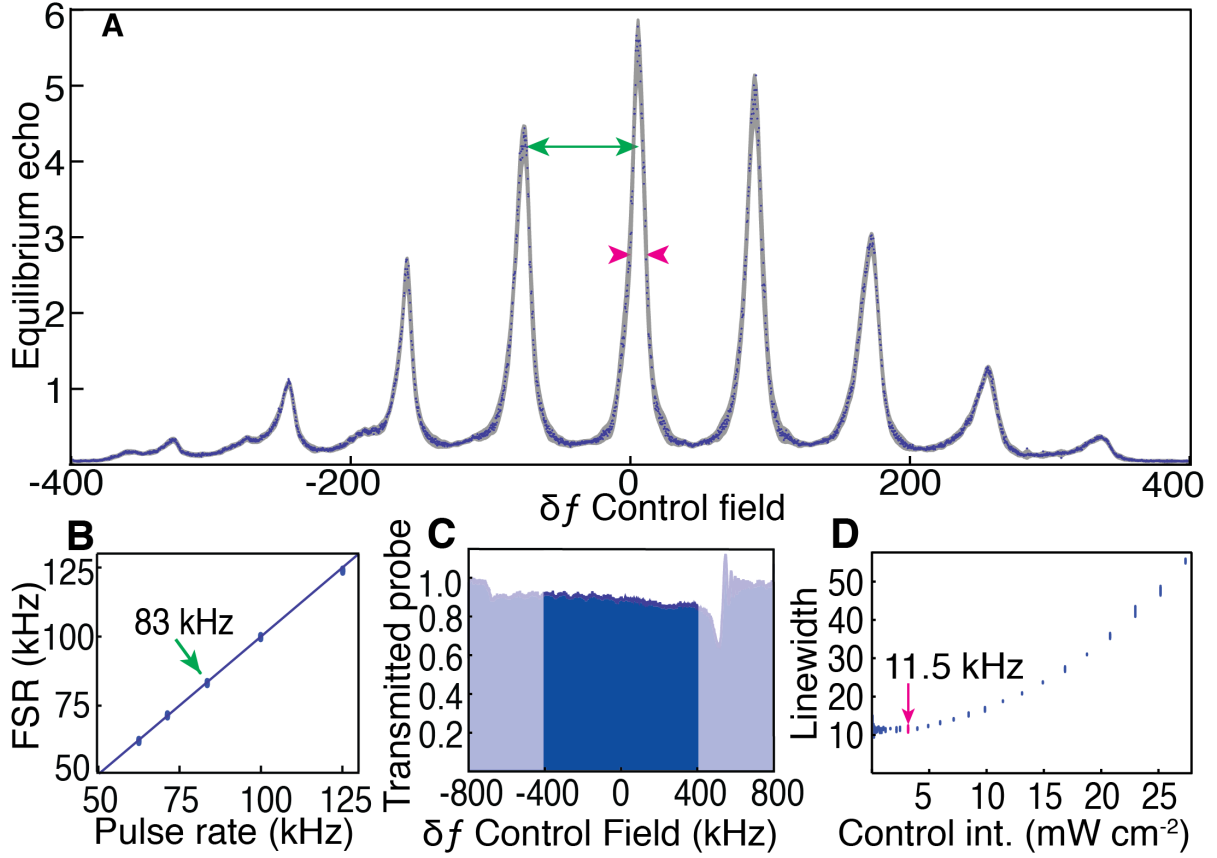 A
6
5
4
3
2
1
Equilibrium echo
-400
-200
0
200
400
δf Control field
B
125
100
75
50
FSR (kHz)
83 kHz
50
75
100
125
Pulse rate (kHz)
C
1.0
0.8
0.6
0.4
0.2
Transmitted probe
-800
-400
0
400
800
δf Control Field (kHz)
D
50
40
30
20
10
Linewidth
11.5 kHz
5
10
15
20
25
Control int. (mW cm-2)